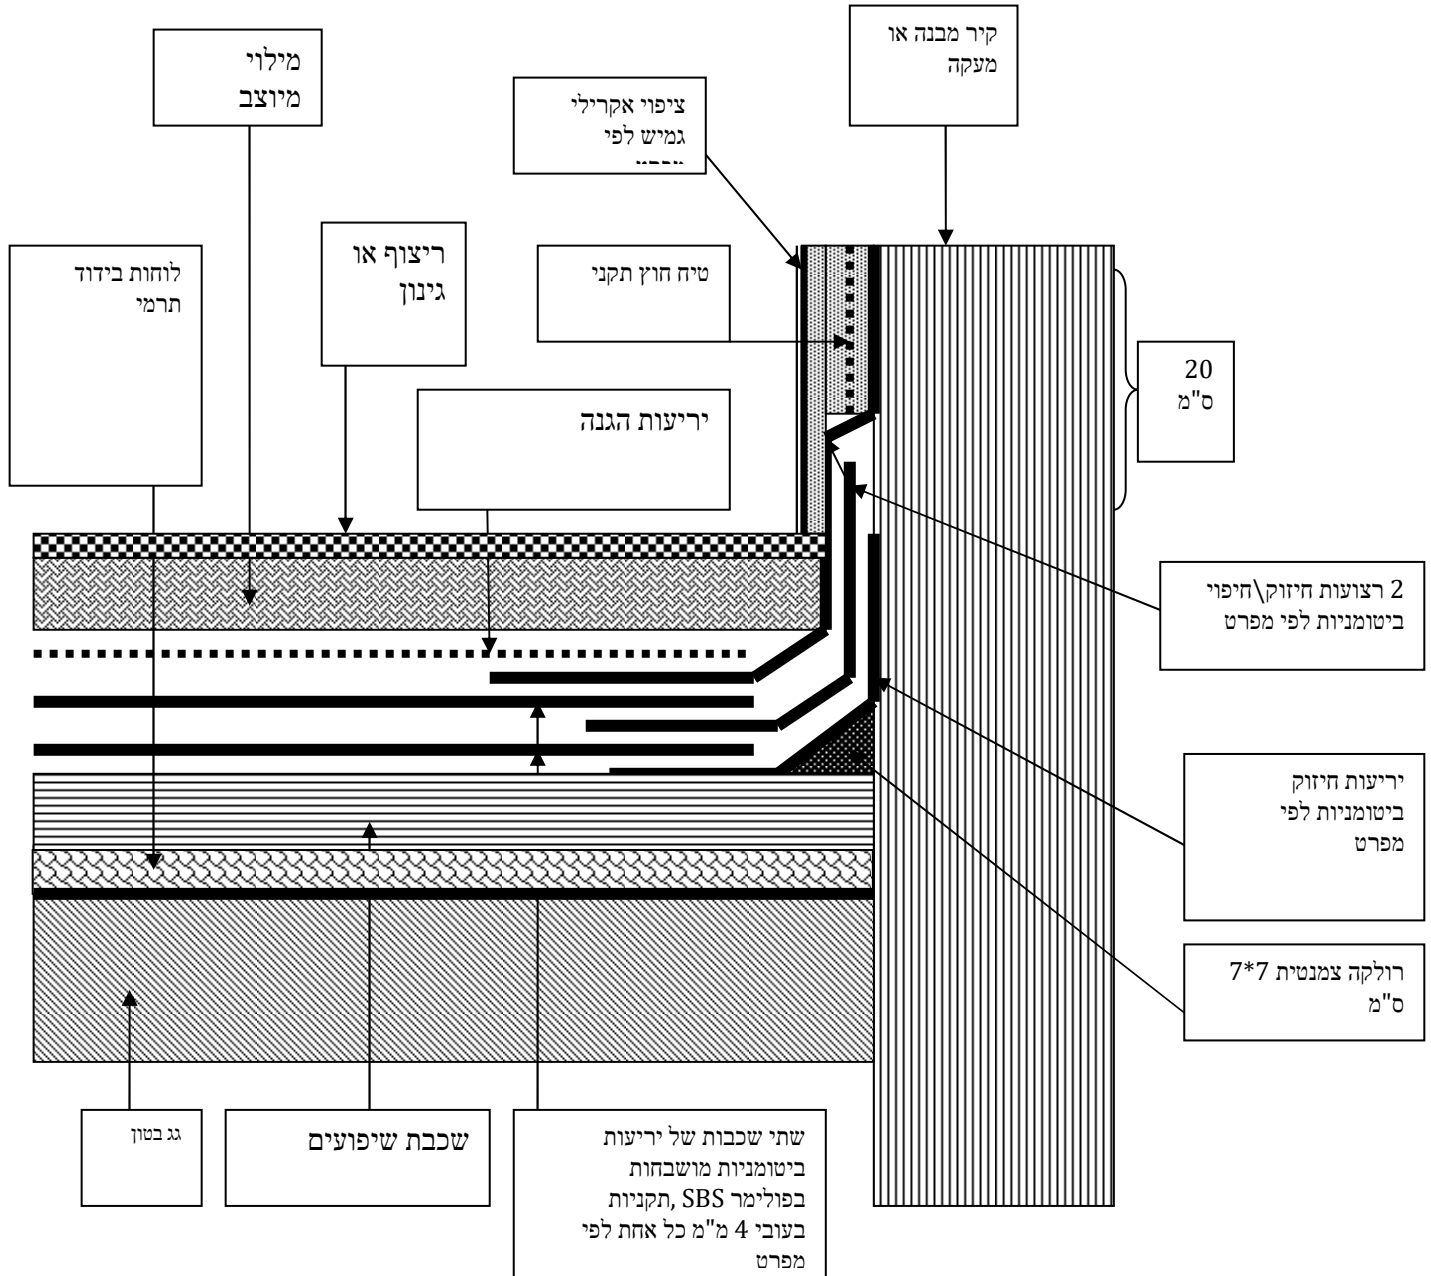 קיר מבנה או
מעקה
מילוי
מיוצב
ציפוי אקרילי
גמיש לפי
ריצוף או
גינון
לוחות בידוד
תרמי
טיח חוץ תקני
20
ס"מ
יריעות הגנה
2 רצועות חיזוק\חיפוי
ביטומניות לפי מפרט
יריעות חיזוק
ביטומניות לפי
מפרט
רולקה צמנטית 7*7
ס"מ
גג בטון
שכבת שיפועים
שתי שכבות של יריעות
ביטומניות מושבחות
בפולימר SBS ,תקניות
בעובי 4 מ"מ כל אחת לפי
מפרט